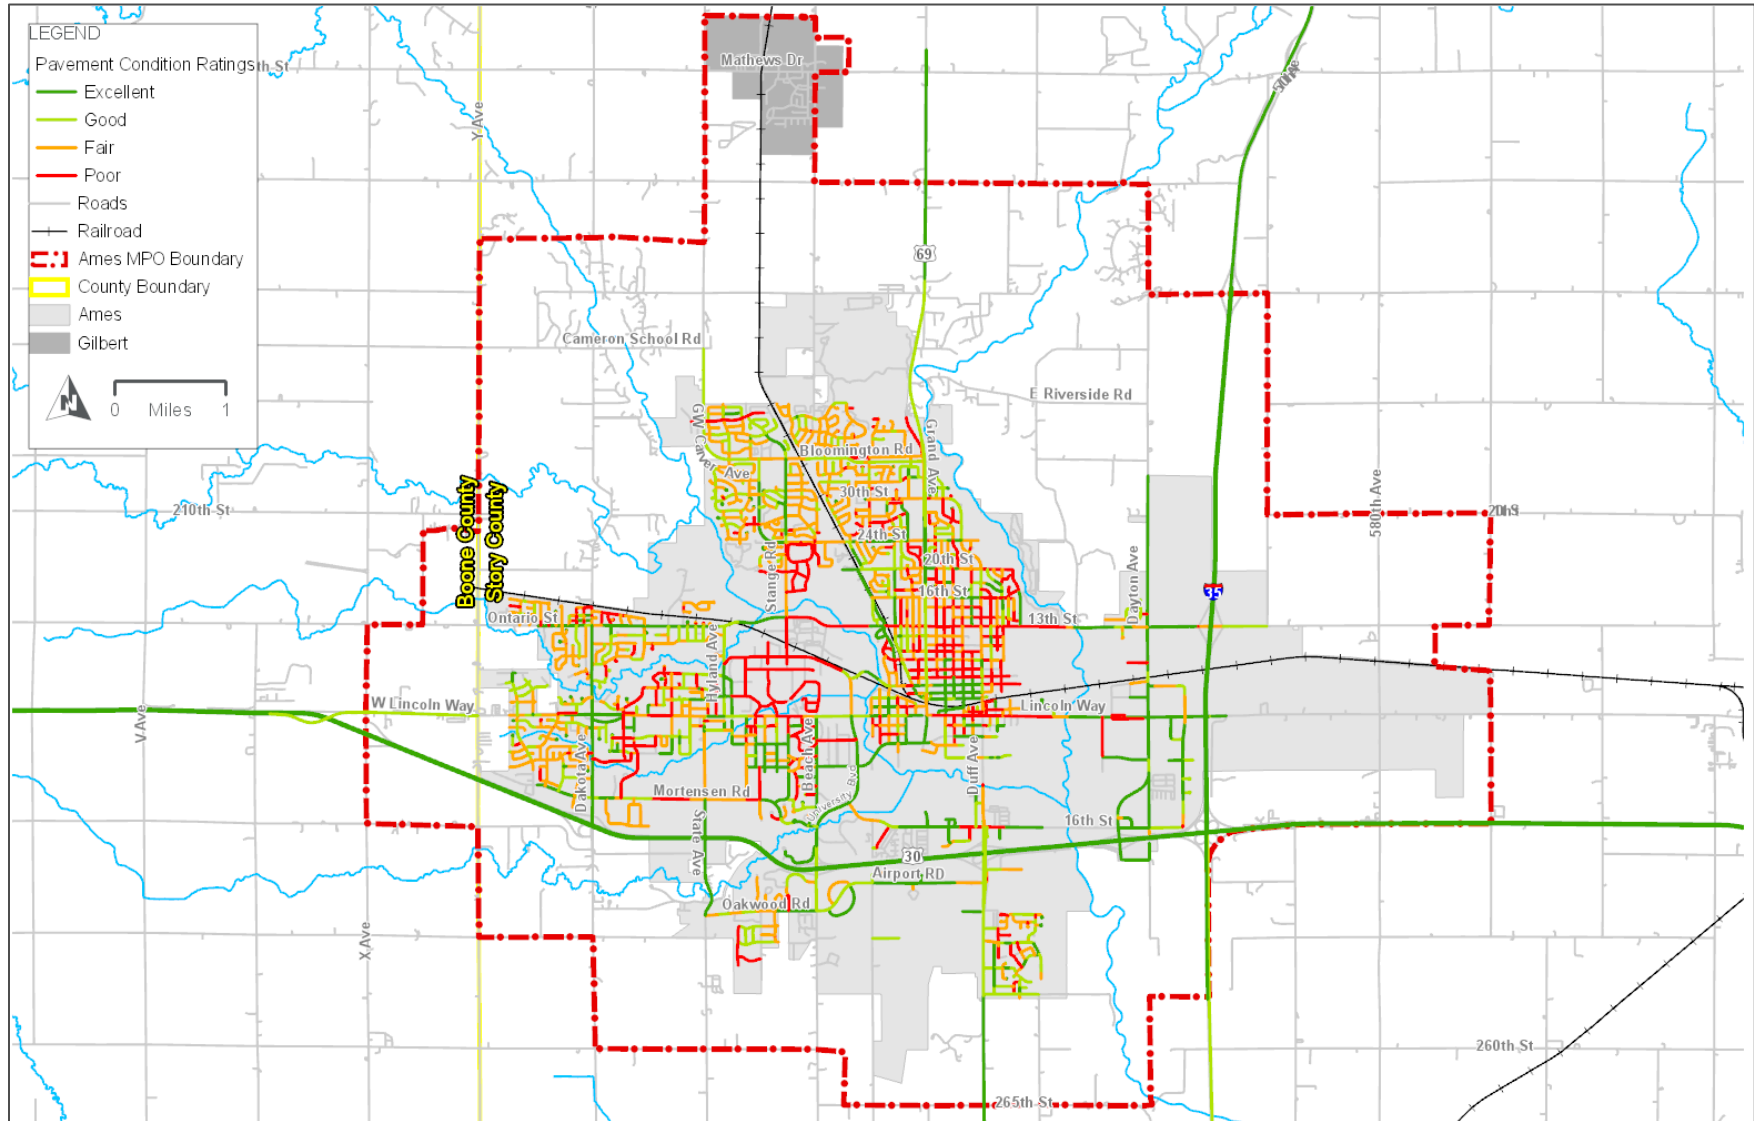 LEGEND
Pavement Condition Ratings
Excellent
Good
Fair
Poor
Roads
Railroad
Ames MPO Boundary
County Boundary
Ames
Gilbert
N
0 Miles 1
th St
Y Ave
Mathews Dr
69
Cameron School Rd
E Riverside Rd
GW Carver Ave
Bloomington Rd
Grand Ave
30th St
24th St
20th St
16th St
210th St
Boone County
Story County
580th Ave
Stange Rd
Dayton Ave
35
Ontario St
13th St
Hyland Ave
W Lincoln Way
Lincoln Way
V Ave
Dakota Ave
Beach Ave
Duff Ave
University Blvd
Mortensen Rd
16th St
State Ave
30
Airport RD
Oakwood Rd
X Ave
260th St
265th St